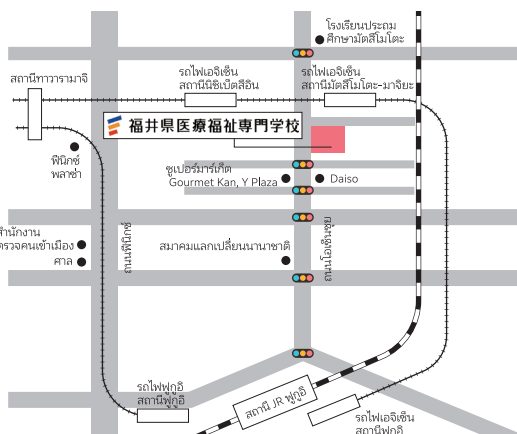 โรงเรียนประถม
ศึกษามัตสึโมโตะ
สถานีทาวารามาจิ
รถไฟเอจิเซ็น
สถานีนิชิเบ็ตสึอิน
รถไฟเอจิเซ็น
สถานีมัตสึโมโตะ-มาจิยะ
福井県医療福祉専門学校
ฟีนิกซ์
พลาซ่า
ซูเปอร์มาร์เก็ต
Gourmet Kan, Y Plaza
Daiso
สำนักงาน
ตรวจคนเข้าเมือง
ศาล
ถนนฟีนิกซ์
สมาคมแลกเปลี่ยนนานาชาติ
ถนนโอเซ็นซุย
รถไฟฟูกูอิ
สถานีฟูกูอิ
สถานี JR ฟูกูอิ
รถไฟเอจิเซ็น
สถานีฟุกุอิ